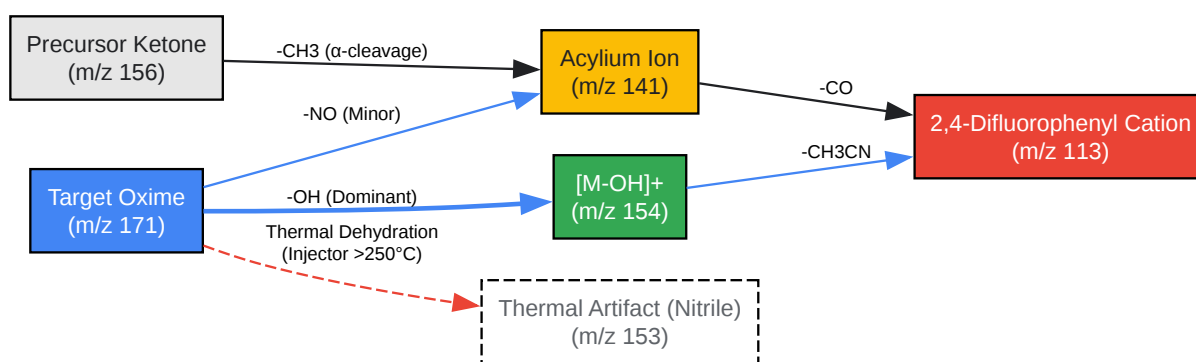 Precursor Ketone
(m/z 156)
-CH3 (α-cleavage)
Acylium Ion
(m/z 141)
-CO
2,4-Difluorophenyl Cation
(m/z 113)
-NO (Minor)
-CH3CN
Target Oxime
(m/z 171)
-OH (Dominant)
[M-OH]+
(m/z 154)
Thermal Dehydration
(Injector >250°C)
Thermal Artifact (Nitrile)
(m/z 153)